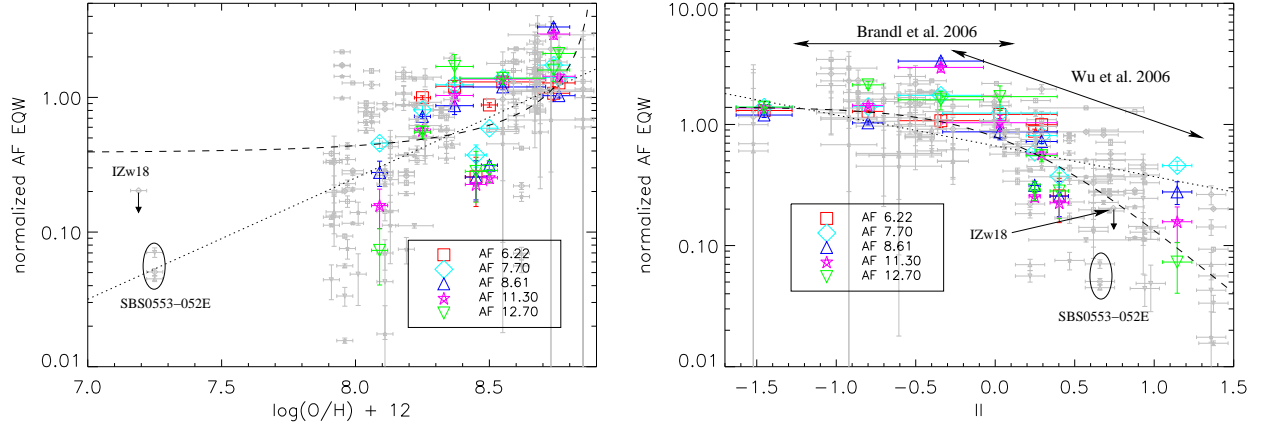 normalized AF EQW
1.00
0.10
0.01
IZw18
SBS0553−052E
AF 6.22
AF 7.70
AF 8.61
AF 11.30
AF 12.70
7.0 7.5 8.0 8.5
log(O/H) + 12
normalized AF EQW
10.00
1.00
0.10
0.01
Brandl et al. 2006
Wu et al. 2006
AF 6.22
AF 7.70
AF 8.61
AF 11.30
AF 12.70
IZw18
SBS0553−052E
−1.5 −1.0 −0.5 0.0 0.5 1.0 1.5
II